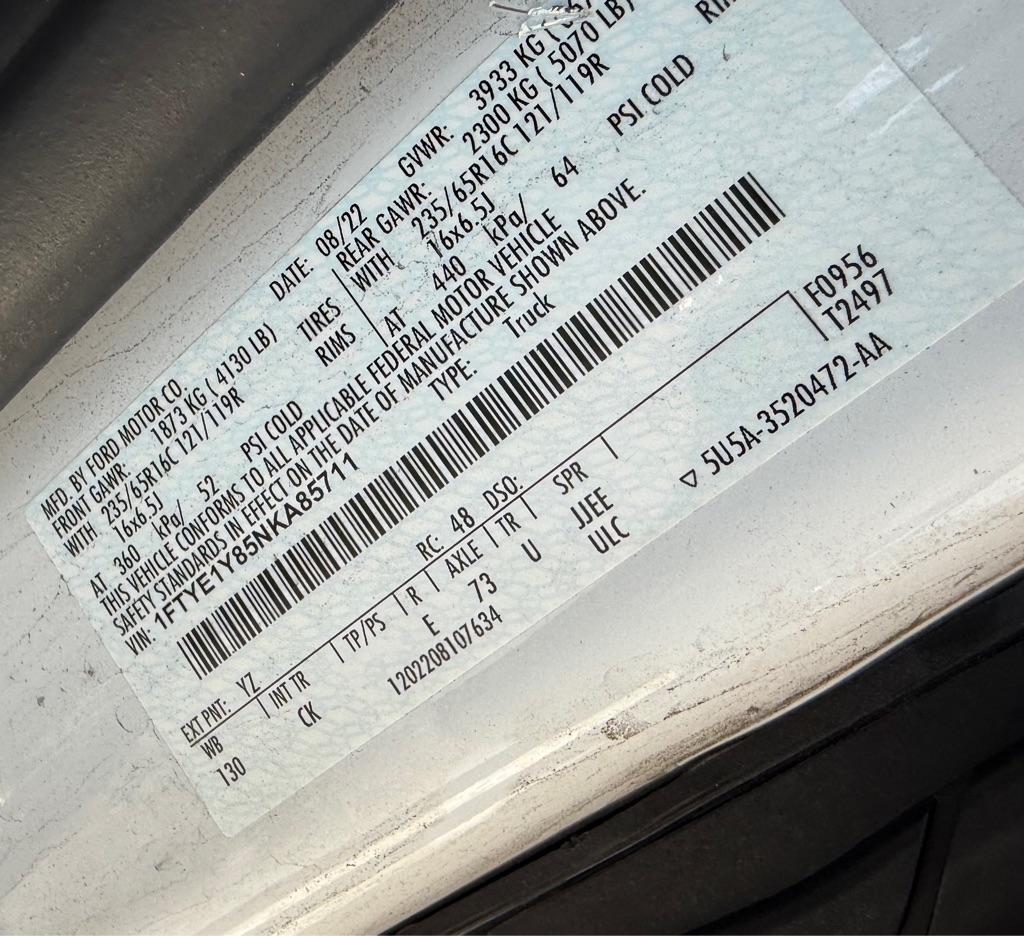 MFD. BY FORD MOTOR CO.
DATE: 08/22 GVWR: 3933 KG (
FRONT GAWR: 1873 KG ( 4130 LB) REAR GAWR: 2300 KG ( 5070 LB)
WITH 235/65R16C 121/119R TIRES WITH 235/65R16C 121/119R
16x6.5J RIMS 16x6.5J
AT 360 kPa/ 52 PSI COLD AT 440 kPa/ 64 PSI COLD
THIS VEHICLE CONFORMS TO ALL APPLICABLE FEDERAL MOTOR VEHICLE
SAFETY STANDARDS IN EFFECT ON THE DATE OF MANUFACTURE SHOWN ABOVE.
VIN: 1FTYE1Y85NKA85711 TYPE: Truck
EXT PNT: YZ RC: 48 DSO: F0956
WB INT TR TP/PS R AXLE TR SPR T2497
130 CK E 73 U JJEE
ULC
1202208107634
▽ 5U5A-3520472-AA